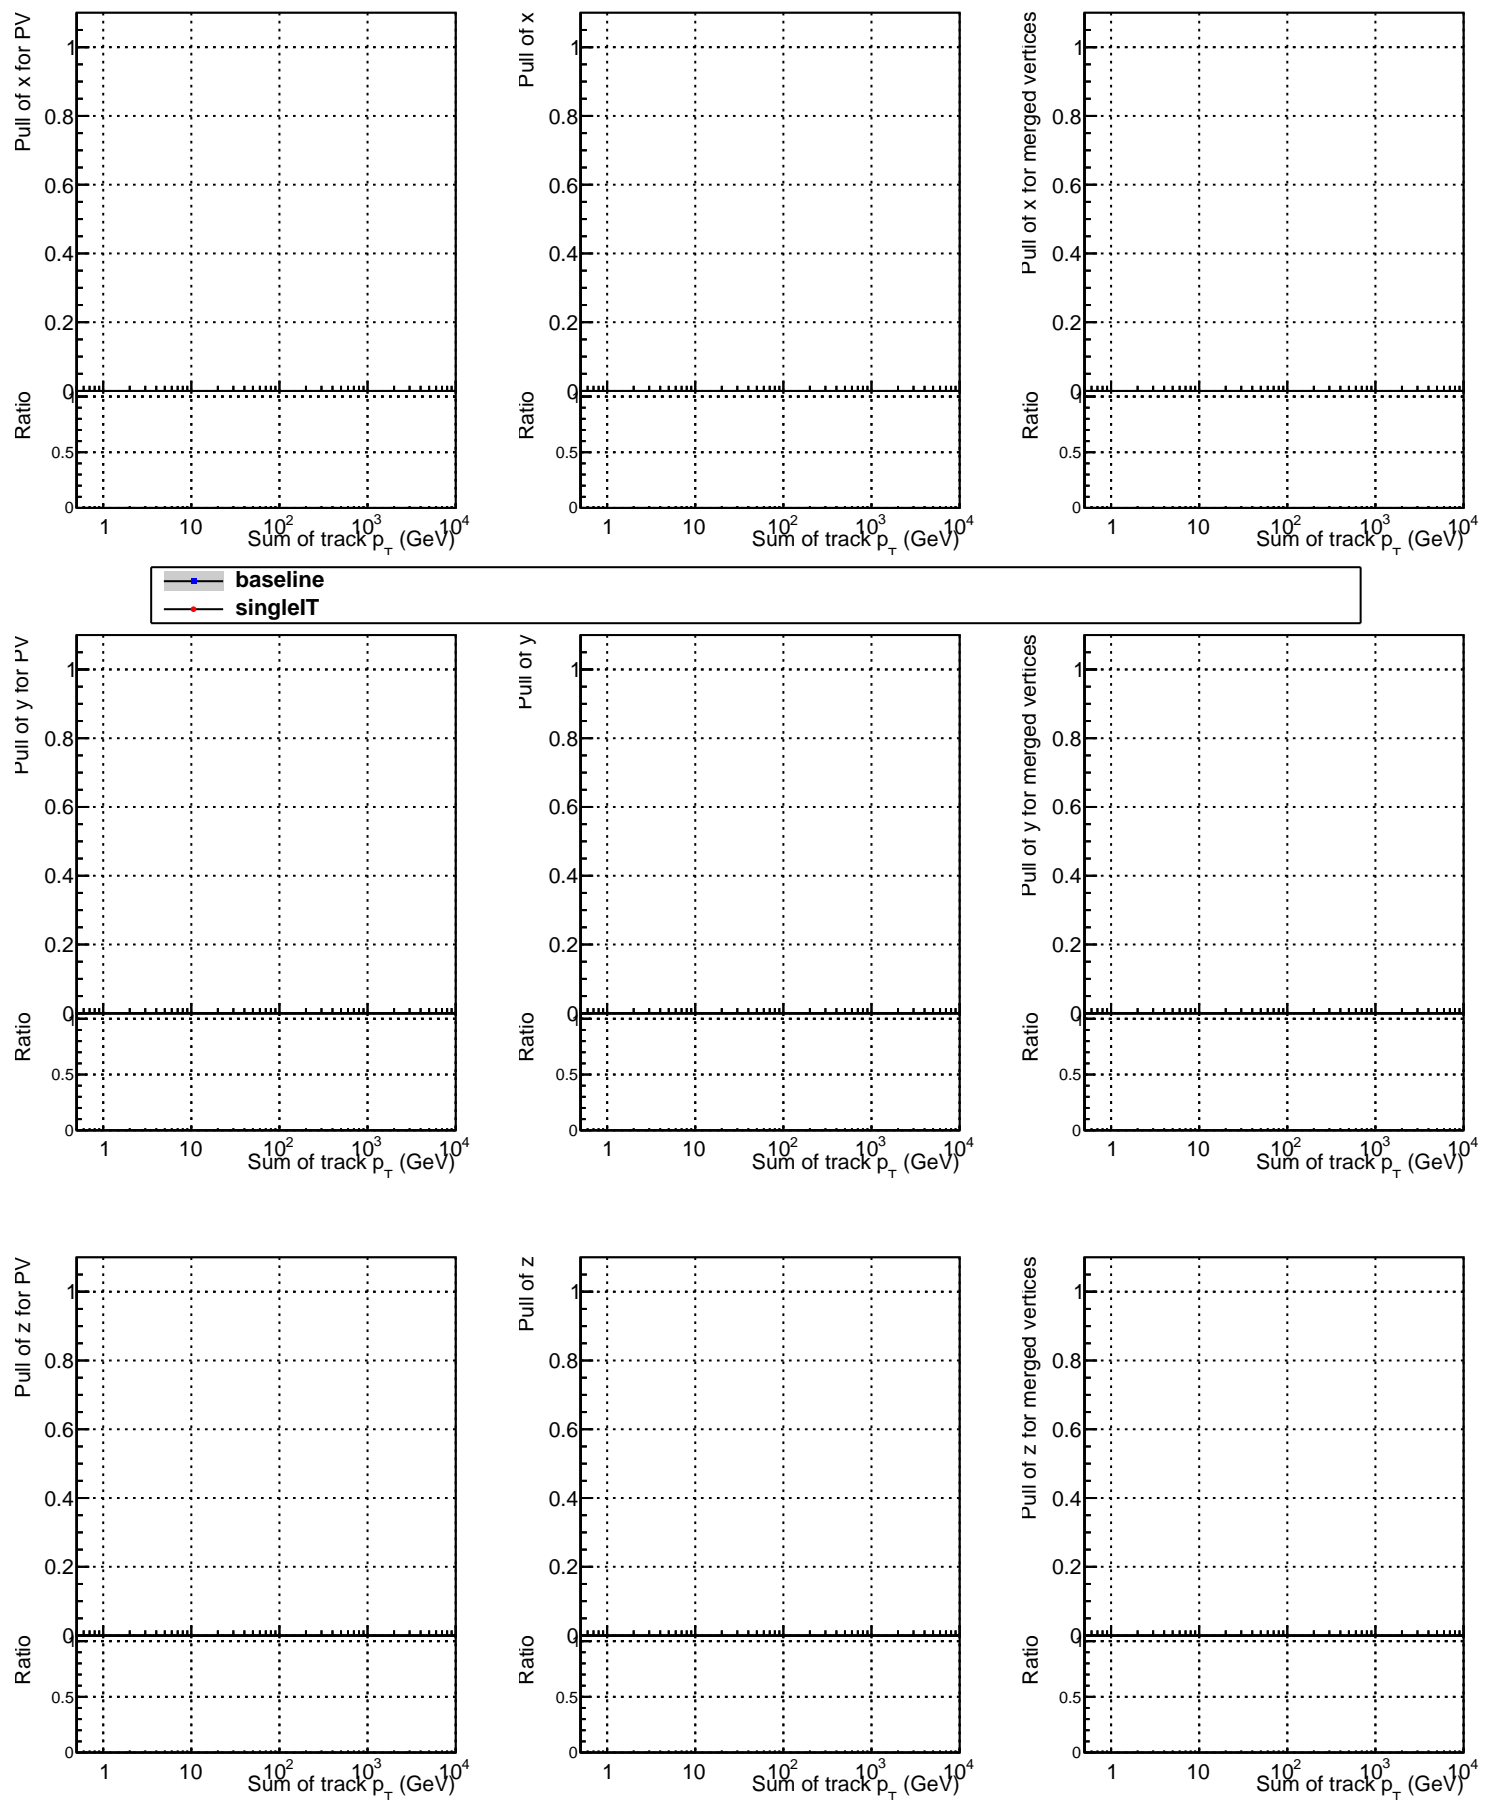 Pull of x for PV
1
0.8
0.6
0.4
0.2
0
Ratio
1
0.5
0
1 10 10² 10³ 10⁴
Sum of track p_T (GeV)
Pull of x
1
0.8
0.6
0.4
0.2
0
Ratio
1
0.5
0
1 10 10² 10³ 10⁴
Sum of track p_T (GeV)
Pull of x for merged vertices
1
0.8
0.6
0.4
0.2
0
Ratio
1
0.5
0
1 10 10² 10³ 10⁴
Sum of track p_T (GeV)
baseline
singleIT
Pull of y for PV
1
0.8
0.6
0.4
0.2
0
Ratio
1
0.5
0
1 10 10² 10³ 10⁴
Sum of track p_T (GeV)
Pull of y
1
0.8
0.6
0.4
0.2
0
Ratio
1
0.5
0
1 10 10² 10³ 10⁴
Sum of track p_T (GeV)
Pull of y for merged vertices
1
0.8
0.6
0.4
0.2
0
Ratio
1
0.5
0
1 10 10² 10³ 10⁴
Sum of track p_T (GeV)
Pull of z for PV
1
0.8
0.6
0.4
0.2
0
Ratio
1
0.5
0
1 10 10² 10³ 10⁴
Sum of track p_T (GeV)
Pull of z
1
0.8
0.6
0.4
0.2
0
Ratio
1
0.5
0
1 10 10² 10³ 10⁴
Sum of track p_T (GeV)
Pull of z for merged vertices
1
0.8
0.6
0.4
0.2
0
Ratio
1
0.5
0
1 10 10² 10³ 10⁴
Sum of track p_T (GeV)